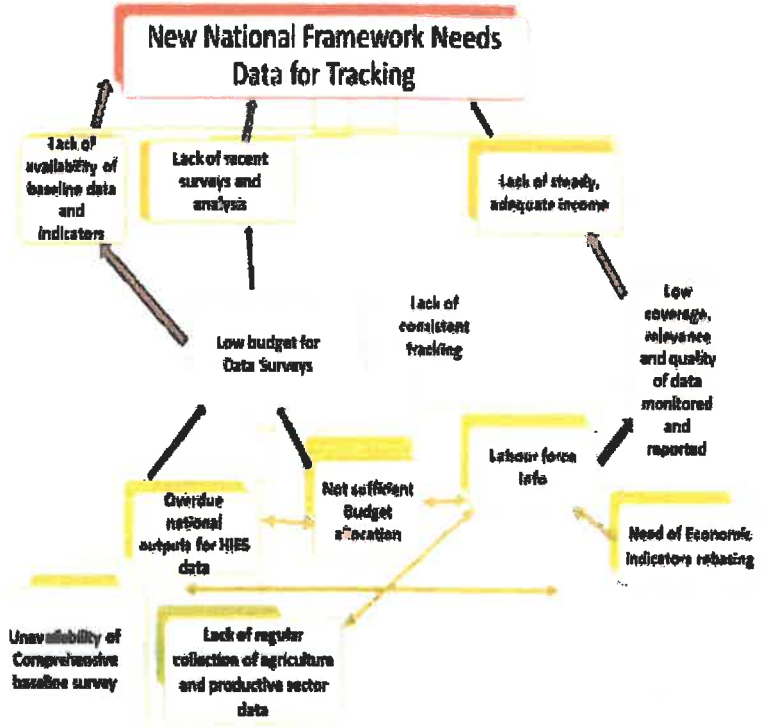 New National Framework Needs
Data for Tracking
Lack of
availability of
baseline data
and
indicators
Lack of recent
surveys and
analysis
Lack of steady,
adequate income
Low budget for
Data Surveys
Lack of
consistent
tracking
Low
coverage,
relevance
and quality
of data
monitored
and
reported
Overdue
national
outputs for HIES
data
Not sufficient
Budget
allocation
Labour force
Info
Need of Economic
indicators rebasing
Unavailability of
Comprehensive
baseline survey
Lack of regular
collection of agriculture
and productive sector
data